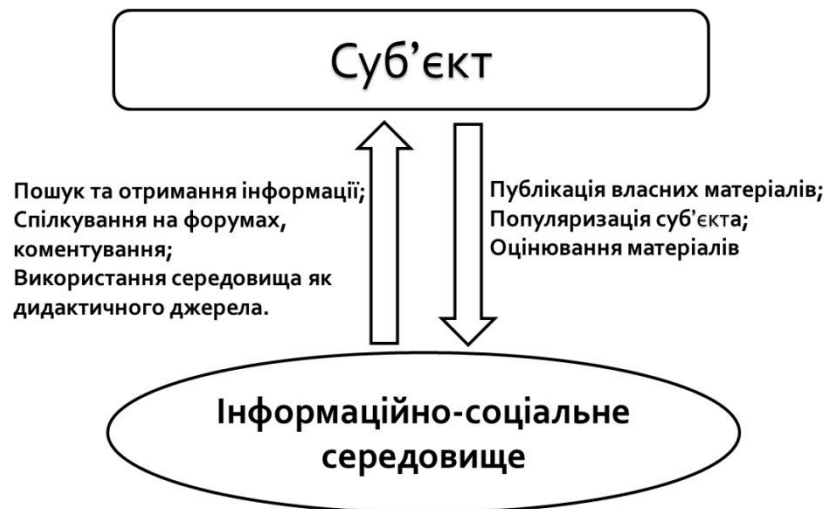 Суб’єкт
Пошук та отримання інформації;
Спілкування на форумах,
коментування;
Використання середовища як
дидактичного джерела.
Публікація власних матеріалів;
Популяризація суб’єкта;
Оцінювання матеріалів
Інформаційно-соціальне
середовище